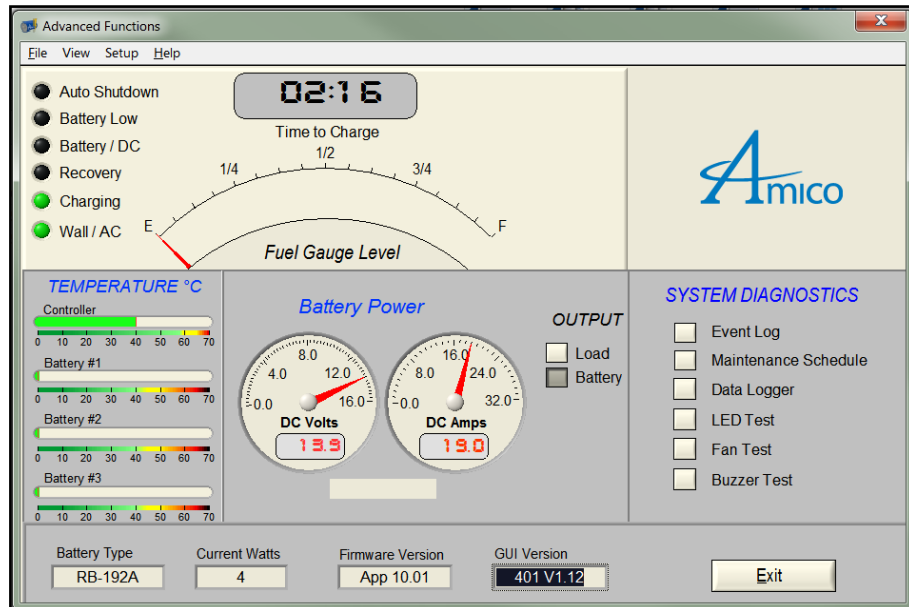 Advanced Functions
File View Setup Help
Auto Shutdown
Battery Low
Battery / DC
Recovery
Charging
Wall / AC
02:16
Time to Charge
E 1/4 1/2 3/4 F
Fuel Gauge Level
Amico
TEMPERATURE °C
Controller
0 10 20 30 40 50 60 70
Battery #1
0 10 20 30 40 50 60 70
Battery #2
0 10 20 30 40 50 60 70
Battery #3
0 10 20 30 40 50 60 70
Battery Power
0.0 4.0 8.0 12.0 16.0
DC Volts
13.9
0.0 8.0 16.0 24.0 32.0
DC Amps
19.0
OUTPUT
Load
Battery
SYSTEM DIAGNOSTICS
Event Log
Maintenance Schedule
Data Logger
LED Test
Fan Test
Buzzer Test
Battery Type
RB-192A
Current Watts
4
Firmware Version
App 10.01
GUI Version
401 V1.12
Exit